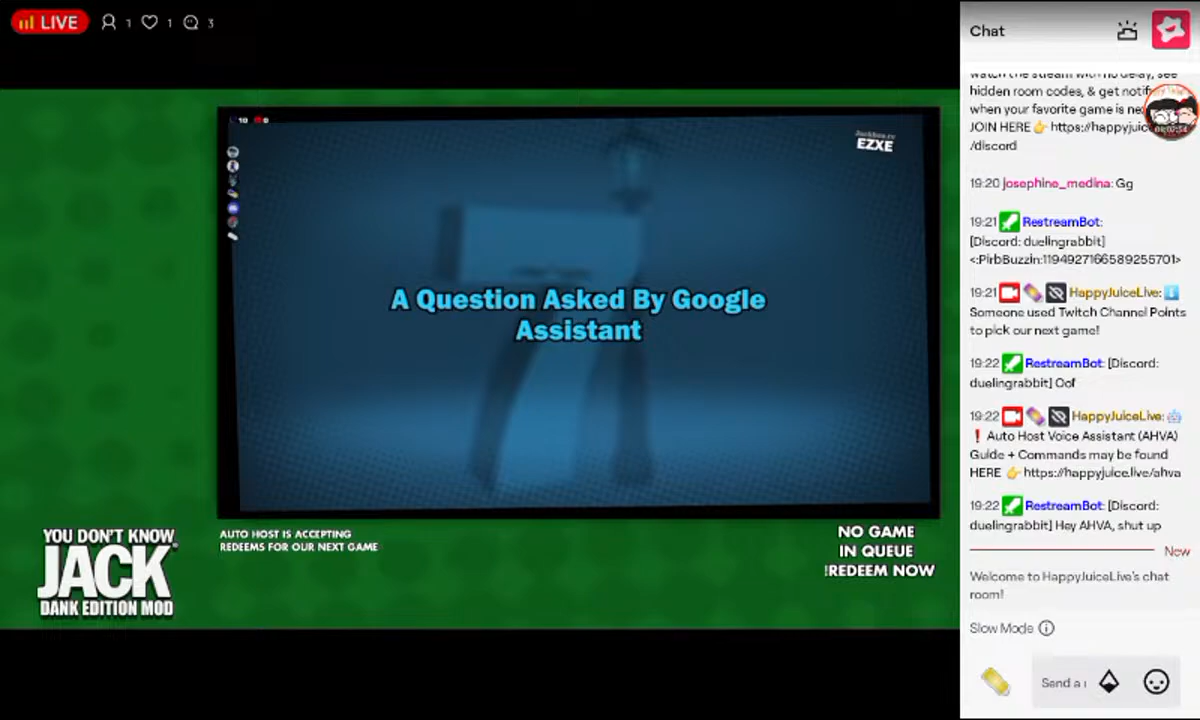 LIVE 1 1 3
Chat
watch the stream with no delay, see
hidden room codes, & get notif
when your favorite game is ne
JOIN HERE 👉 https://happyjuic
/discord
19:20 josephine_medina: Gg
19:21 RestreamBot:
[Discord: duelingrabbit]
<:PirbBuzzin:1194927166589255701>
19:21 HappyJuiceLive: ⬇️
Someone used Twitch Channel Points
to pick our next game!
19:22 RestreamBot: [Discord:
duelingrabbit] Oof
19:22 HappyJuiceLive: 🤖
❗ Auto Host Voice Assistant (AHVA)
Guide + Commands may be found
HERE 👉 https://happyjuice.live/ahva
19:22 RestreamBot: [Discord:
duelingrabbit] Hey AHVA, shut up
New
Welcome to HappyJuiceLive's chat
room!
Slow Mode
Send a
10 0
Jackbox.tv
EZXE
A Question Asked By Google
Assistant
YOU DON'T KNOW
JACK
DANK EDITION MOD
AUTO HOST IS ACCEPTING
REDEEMS FOR OUR NEXT GAME
NO GAME
IN QUEUE
!REDEEM NOW